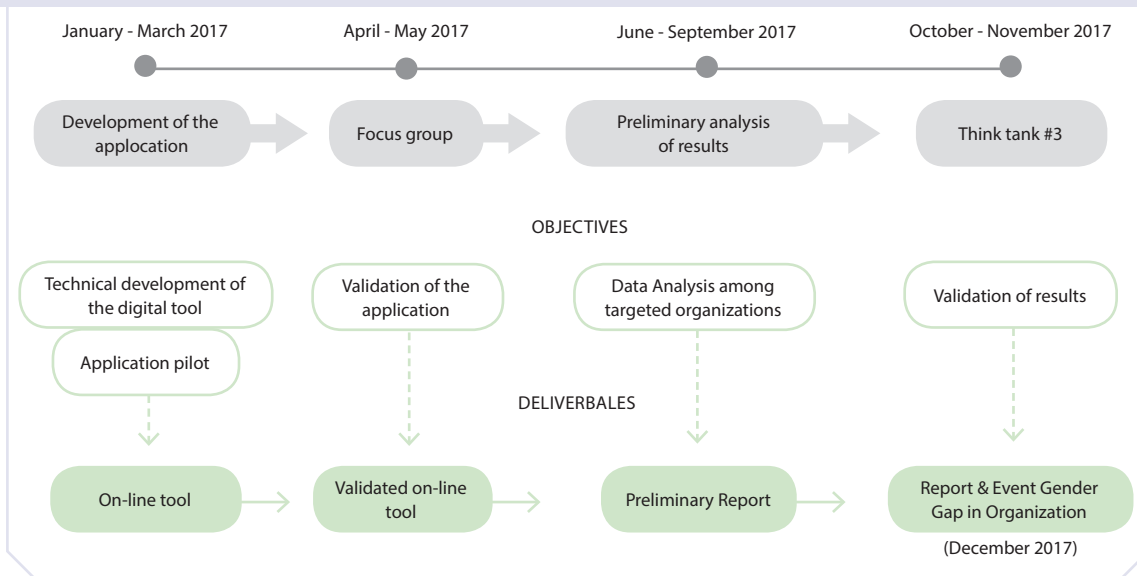 January - March 2017
April - May 2017
June - September 2017
October - November 2017
Development of the
applocation
Focus group
Preliminary analysis
of results
Think tank #3
OBJECTIVES
Technical development of
the digital tool
Application pilot
Validation of the
application
Data Analysis among
targeted organizations
Validation of results
DELIVERBALES
On-line tool
Validated on-line
tool
Preliminary Report
Report & Event Gender
Gap in Organization
(December 2017)